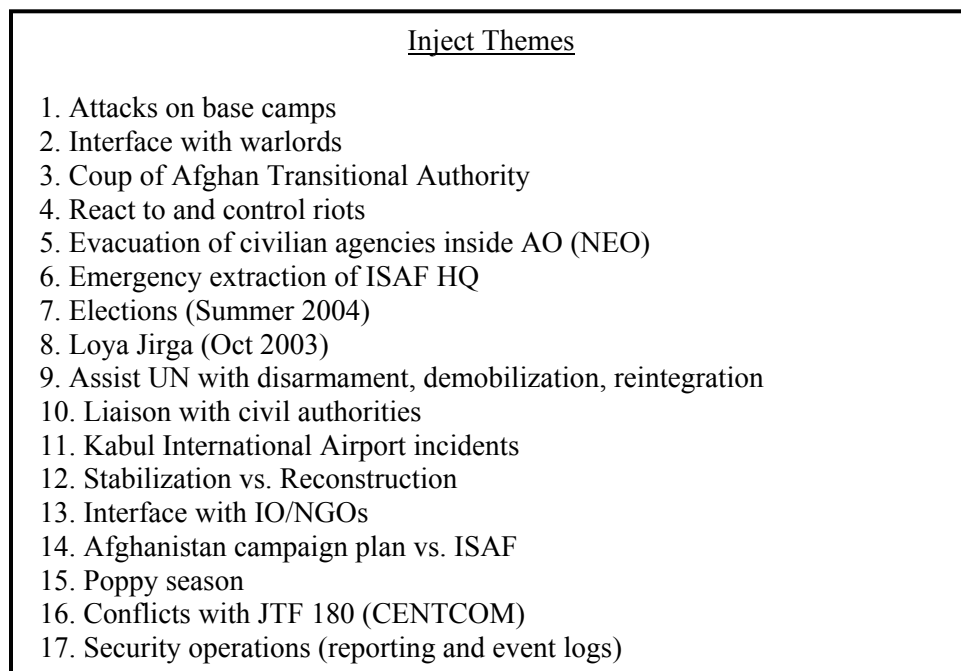 Inject Themes
1. Attacks on base camps
2. Interface with warlords
3. Coup of Afghan Transitional Authority
4. React to and control riots
5. Evacuation of civilian agencies inside AO (NEO)
6. Emergency extraction of ISAF HQ
7. Elections (Summer 2004)
8. Loya Jirga (Oct 2003)
9. Assist UN with disarmament, demobilization, reintegration
10. Liaison with civil authorities
11. Kabul International Airport incidents
12. Stabilization vs. Reconstruction
13. Interface with IO/NGOs
14. Afghanistan campaign plan vs. ISAF
15. Poppy season
16. Conflicts with JTF 180 (CENTCOM)
17. Security operations (reporting and event logs)